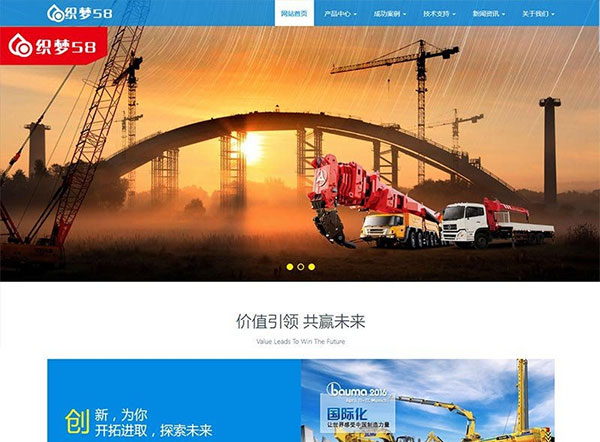 织梦58
网站首页 产品中心 成功案例 技术支持 新闻资讯 关于我们
织梦58
价值引领 共赢未来
Value Leads To Win The Future
创新，为你
开拓进取，探索未来
bauma 2016
国际化
让世界感受中国制造力量